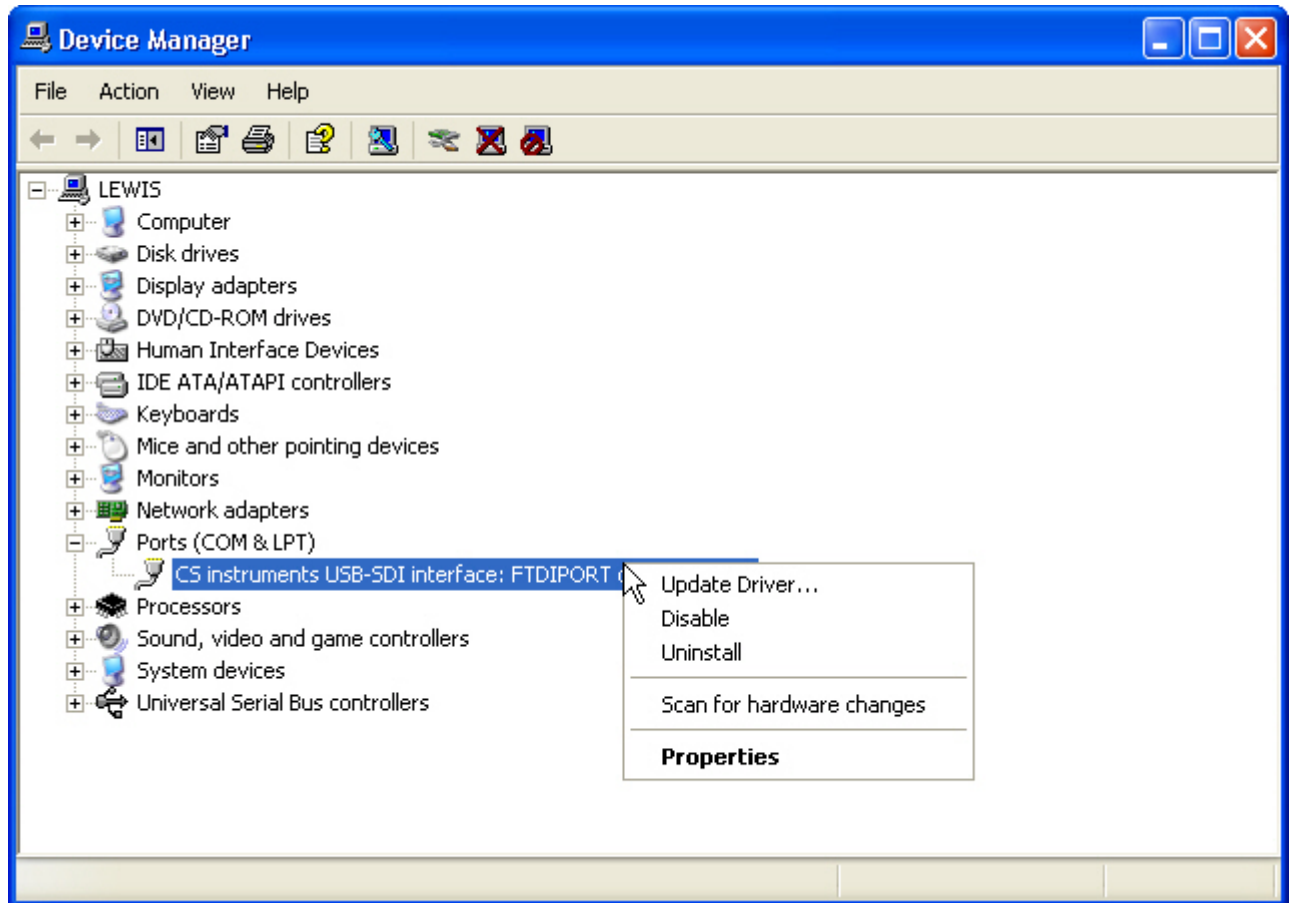 Device Manager
File Action View Help
LEWIS
Computer
Disk drives
Display adapters
DVD/CD-ROM drives
Human Interface Devices
IDE ATA/ATAPI controllers
Keyboards
Mice and other pointing devices
Monitors
Network adapters
Ports (COM & LPT)
CS instruments USB-SDI interface: FTDIPORT
Update Driver...
Disable
Uninstall
Scan for hardware changes
Properties
Processors
Sound, video and game controllers
System devices
Universal Serial Bus controllers